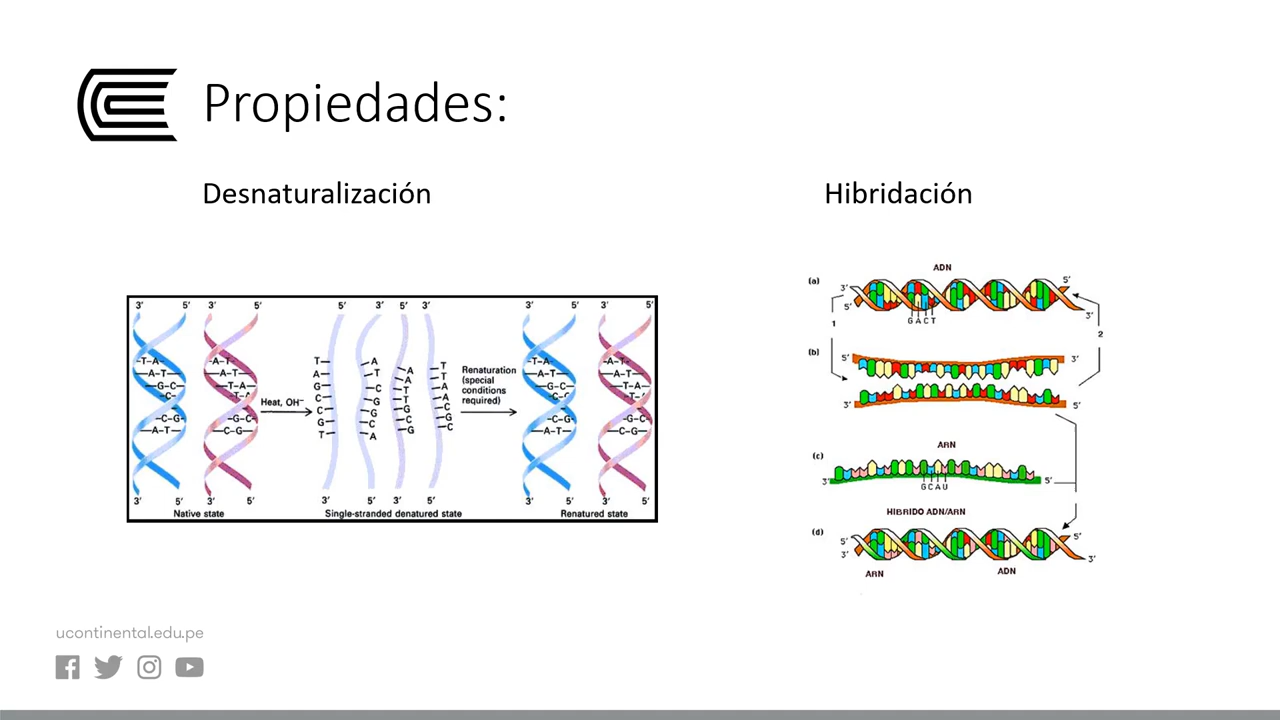 Propiedades:
Desnaturalización
Hibridación
3' 5' 3' 5' 5' 3' 5' 3' 3' 5' 3' 5'
-T-A-
-A-T-
-G-C-
-C-
-C-G-
-A-T-
-A-T-
-A-T-
-T-A-
-T-A
-G-C-
-C-G-
Heat, OH⁻
T
A
G
C
C
G
T
A
T
C
G
G
C
A
A
A
T
T
G
C
G
T
T
A
A
C
G
C
Renaturation
(special
conditions
required)
-T-A-
-A-T-
-G-C-
-C-G-
-C-G-
-A-T-
-A-T-
-A-T-
-T-A-
-T-A-
-G-C-
-C-G-
3' 5' 3' 5' 3' 5' 3' 5' 3' 5' 3' 5'
Native state
Single-stranded denatured state
Renatured state
ADN
(a)
3'
5'
5'
3'
G A C T
1
2
(b)
5'
3'
3'
5'
ARN
(c)
3'
5'
G C A U
HIBRIDO ADN/ARN
(d)
5'
3'
5'
3'
ARN
ADN
ucontinental.edu.pe